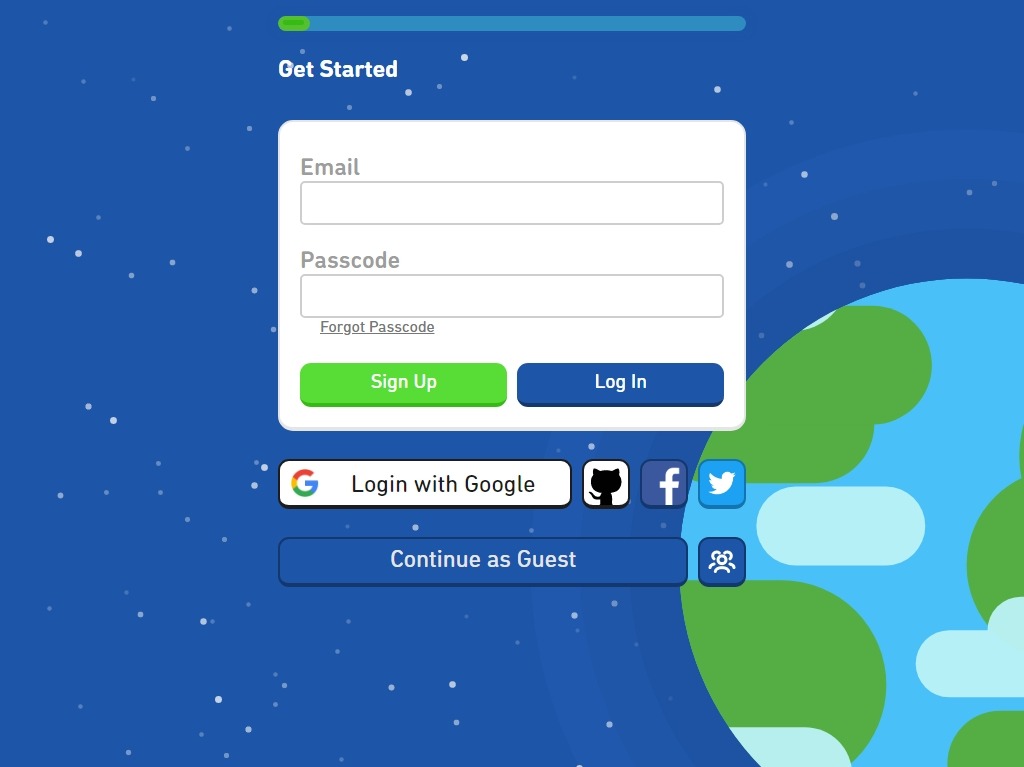 Get Started
Email
Passcode
Forgot Passcode
Sign Up
Log In
Login with Google
Continue as Guest